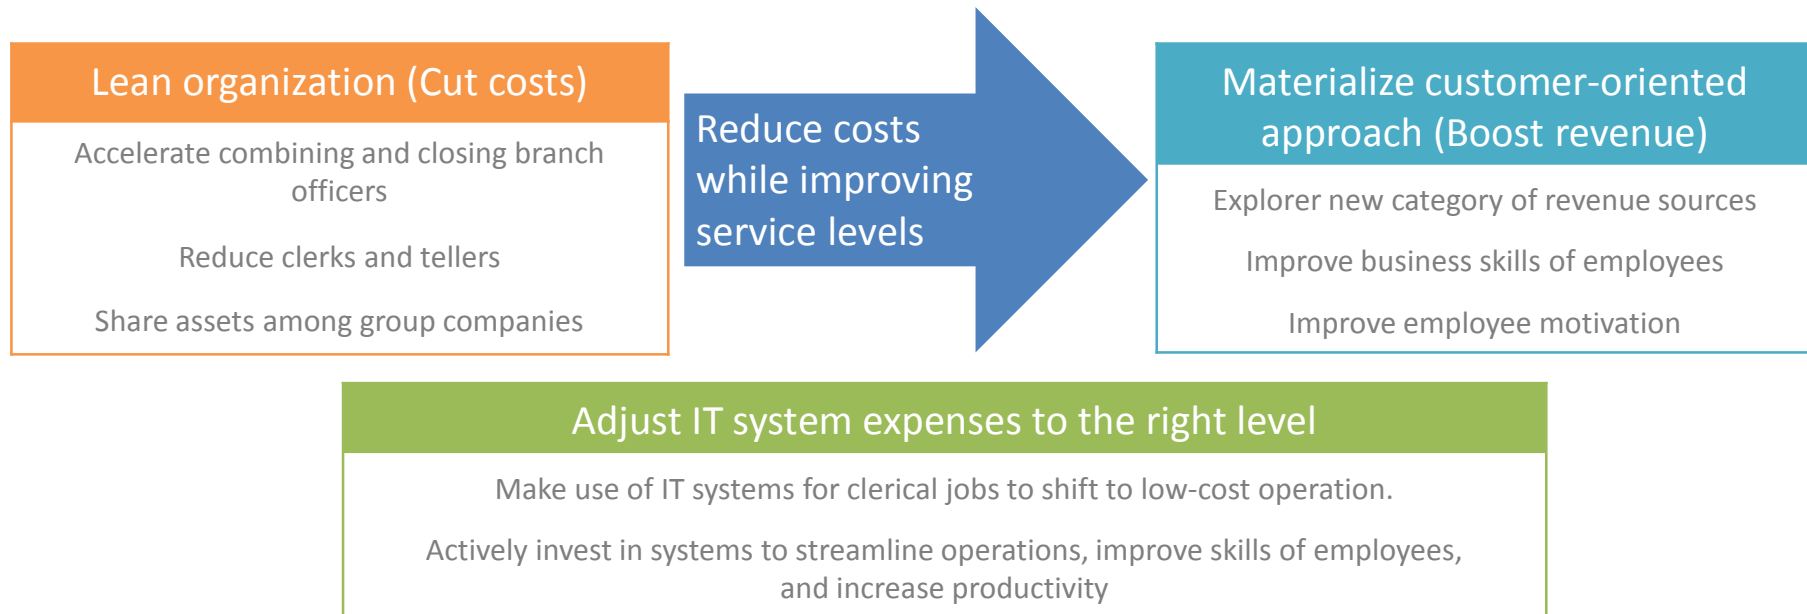 Lean organization (Cut costs)
Accelerate combining and closing branch
officers
Reduce clerks and tellers
Share assets among group companies
Reduce costs
while improving
service levels
Materialize customer-oriented
approach (Boost revenue)
Explorer new category of revenue sources
Improve business skills of employees
Improve employee motivation
Adjust IT system expenses to the right level
Make use of IT systems for clerical jobs to shift to low-cost operation.
Actively invest in systems to streamline operations, improve skills of employees,
and increase productivity